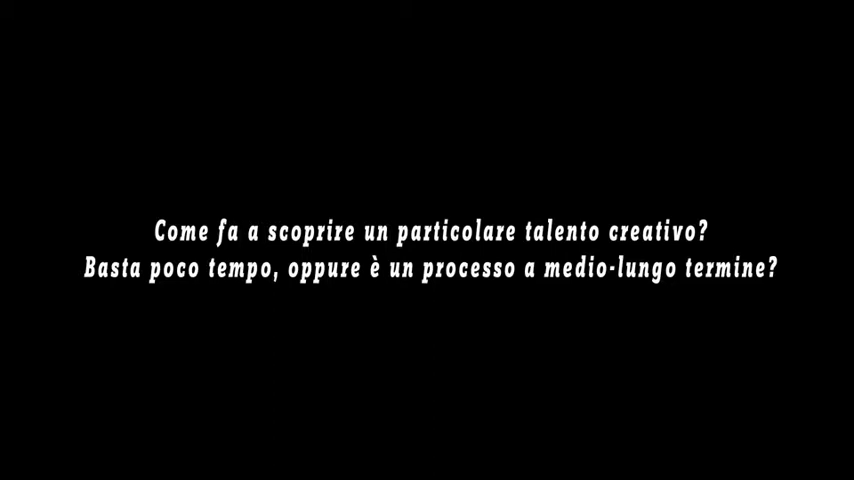 Come fa a scoprire un particolare talento creativo?
Basta poco tempo, oppure è un processo a medio-lungo termine?